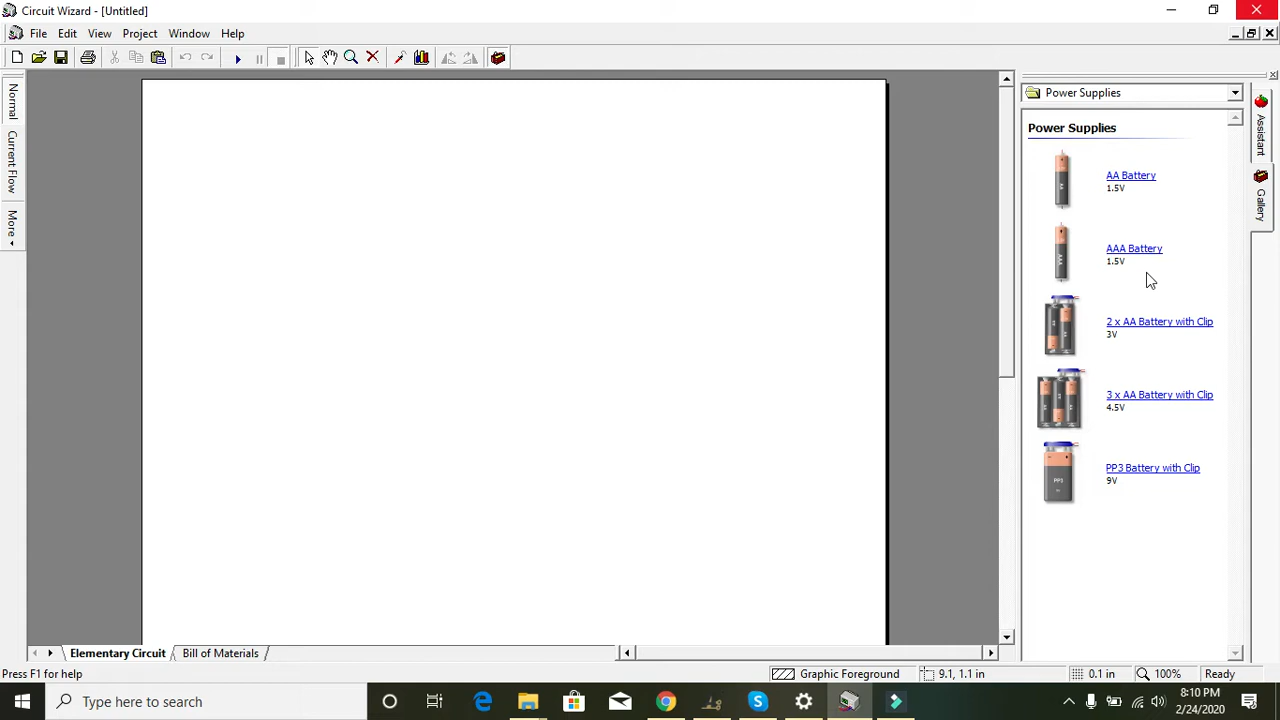 Circuit Wizard - [Untitled]
File Edit View Project Window Help
Normal
Current Flow
More
Power Supplies
Power Supplies
AA Battery
1.5V
AAA Battery
1.5V
2 x AA Battery with Clip
3V
3 x AA Battery with Clip
4.5V
PP3 Battery with Clip
9V
Assistant
Gallery
AA
AAA
PP3
Elementary Circuit Bill of Materials
Press F1 for help Graphic Foreground 9.1, 1.1 in 0.1 in 100% Ready
Type here to search
8:10 PM
2/24/2020